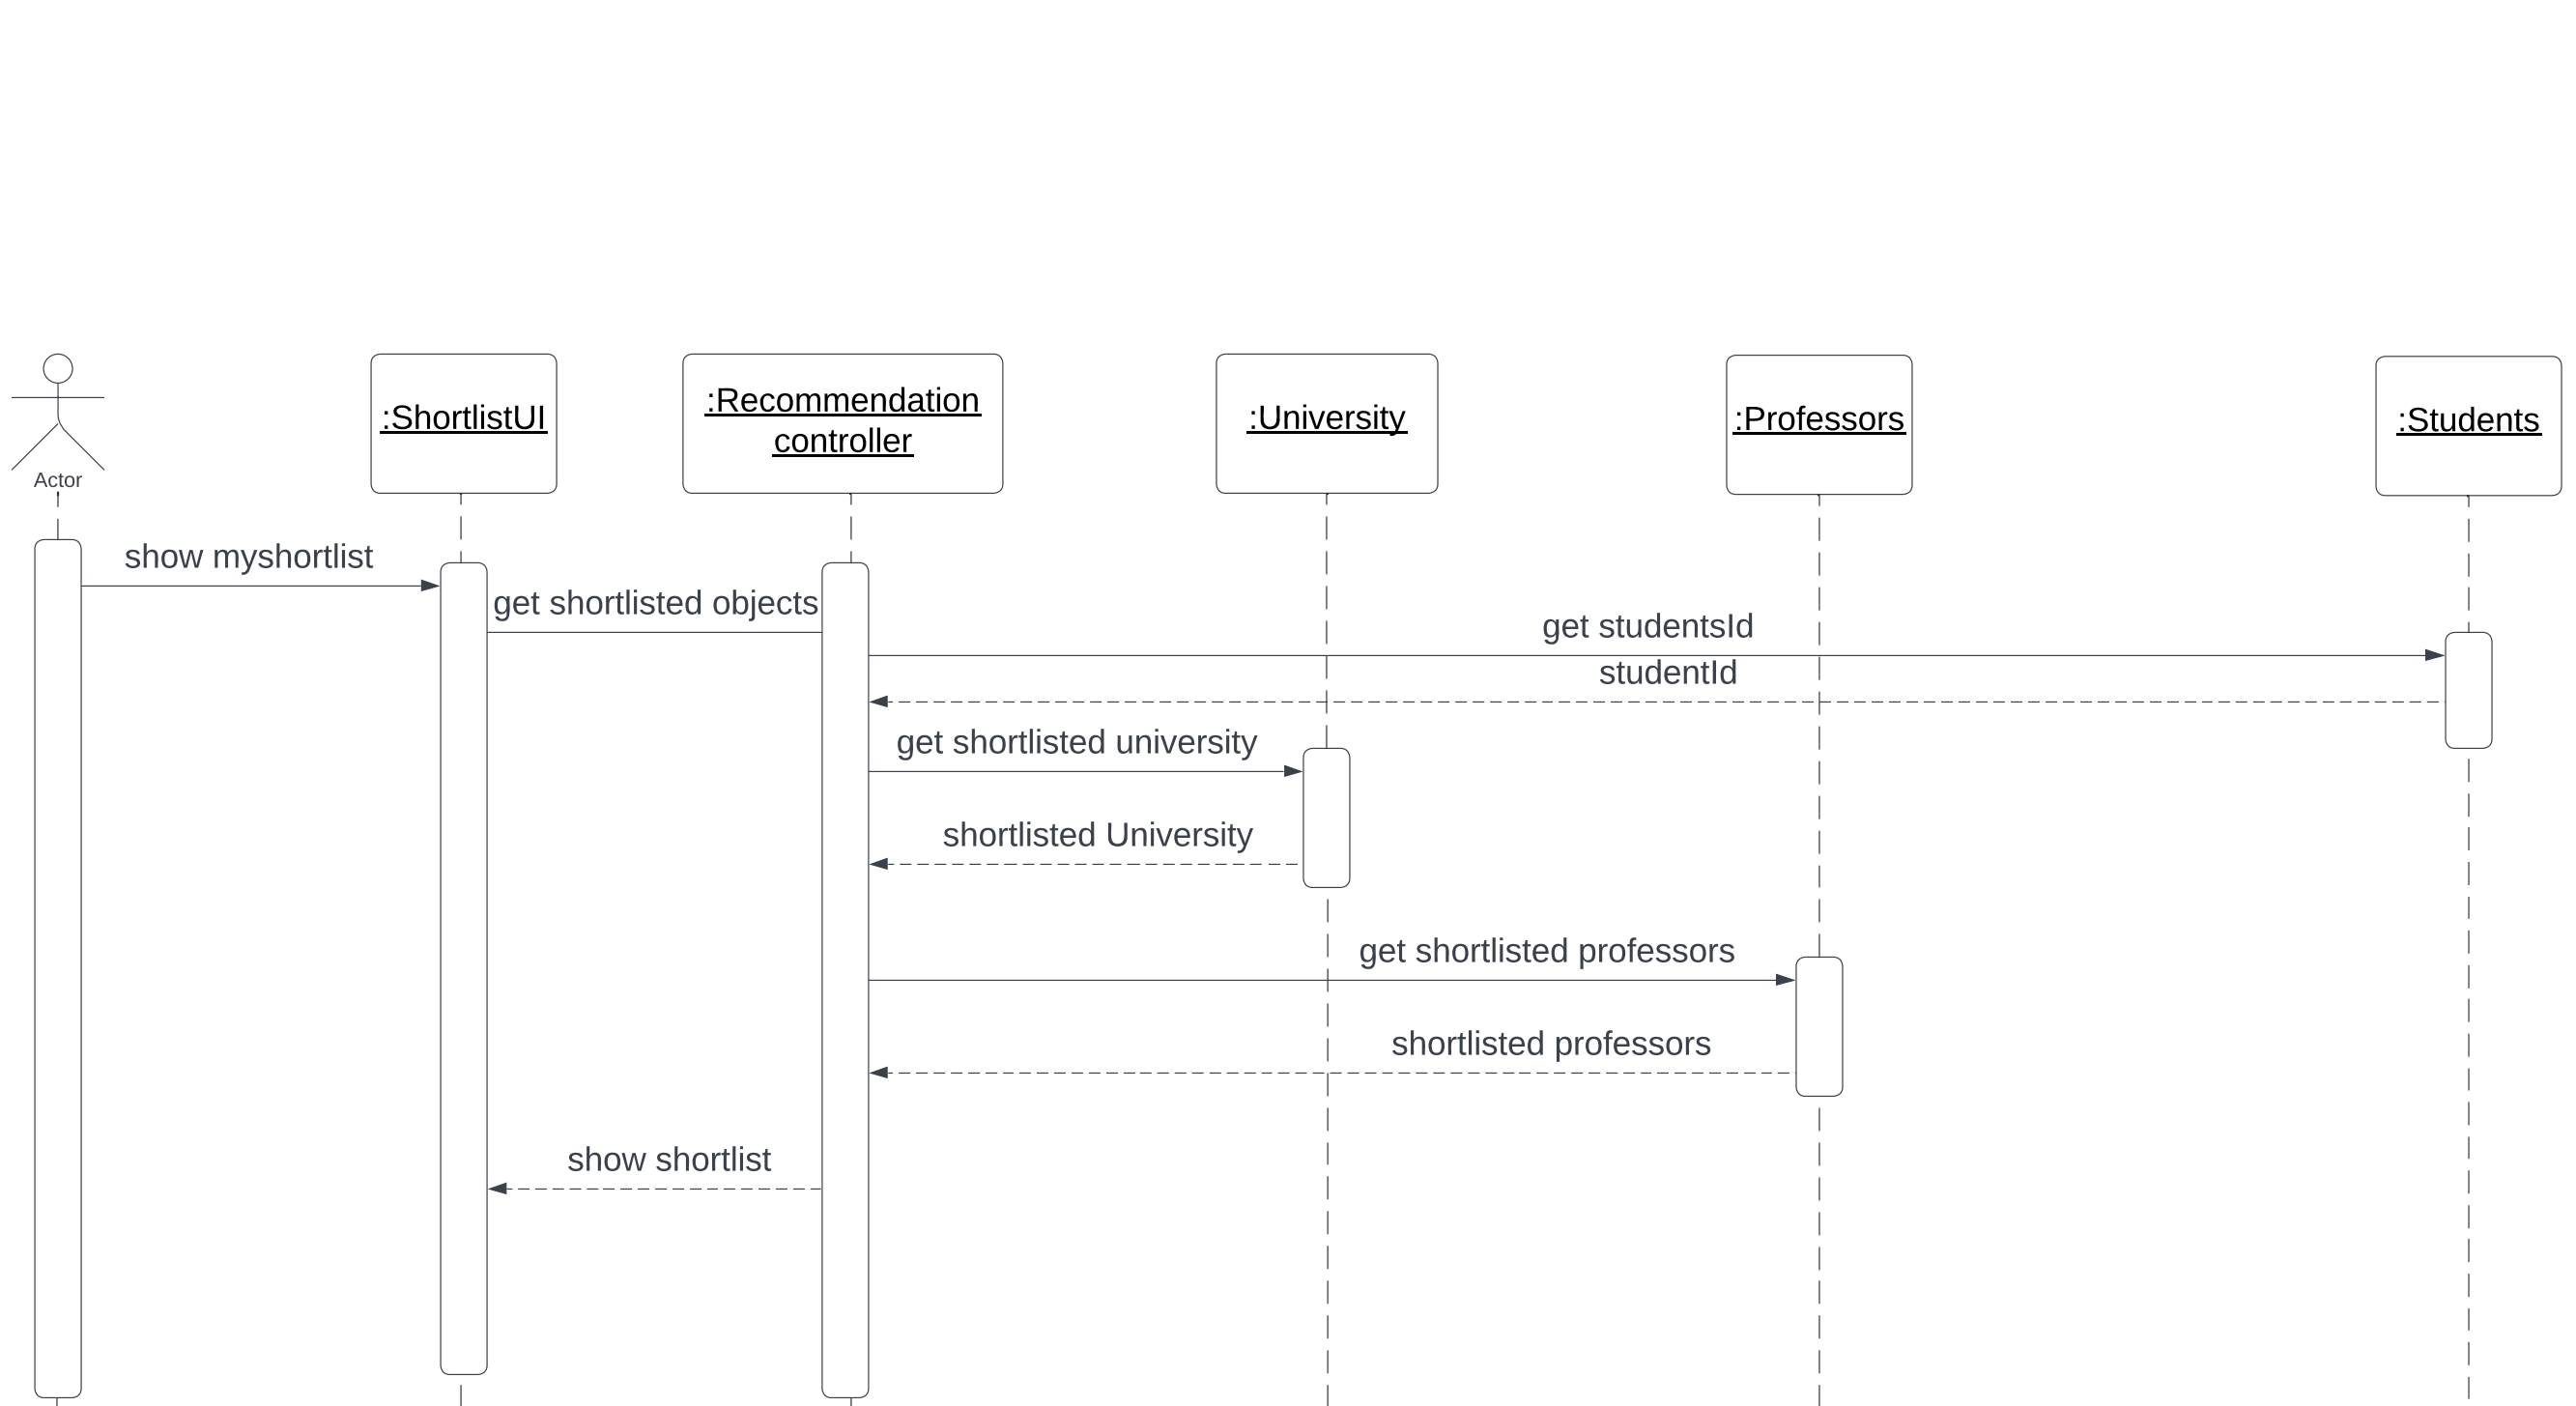 Actor
:ShortlistUI
:Recommendation
controller
:University
:Professors
:Students
show myshortlist
get shortlisted objects
get studentsId
studentId
get shortlisted university
shortlisted University
get shortlisted professors
shortlisted professors
show shortlist